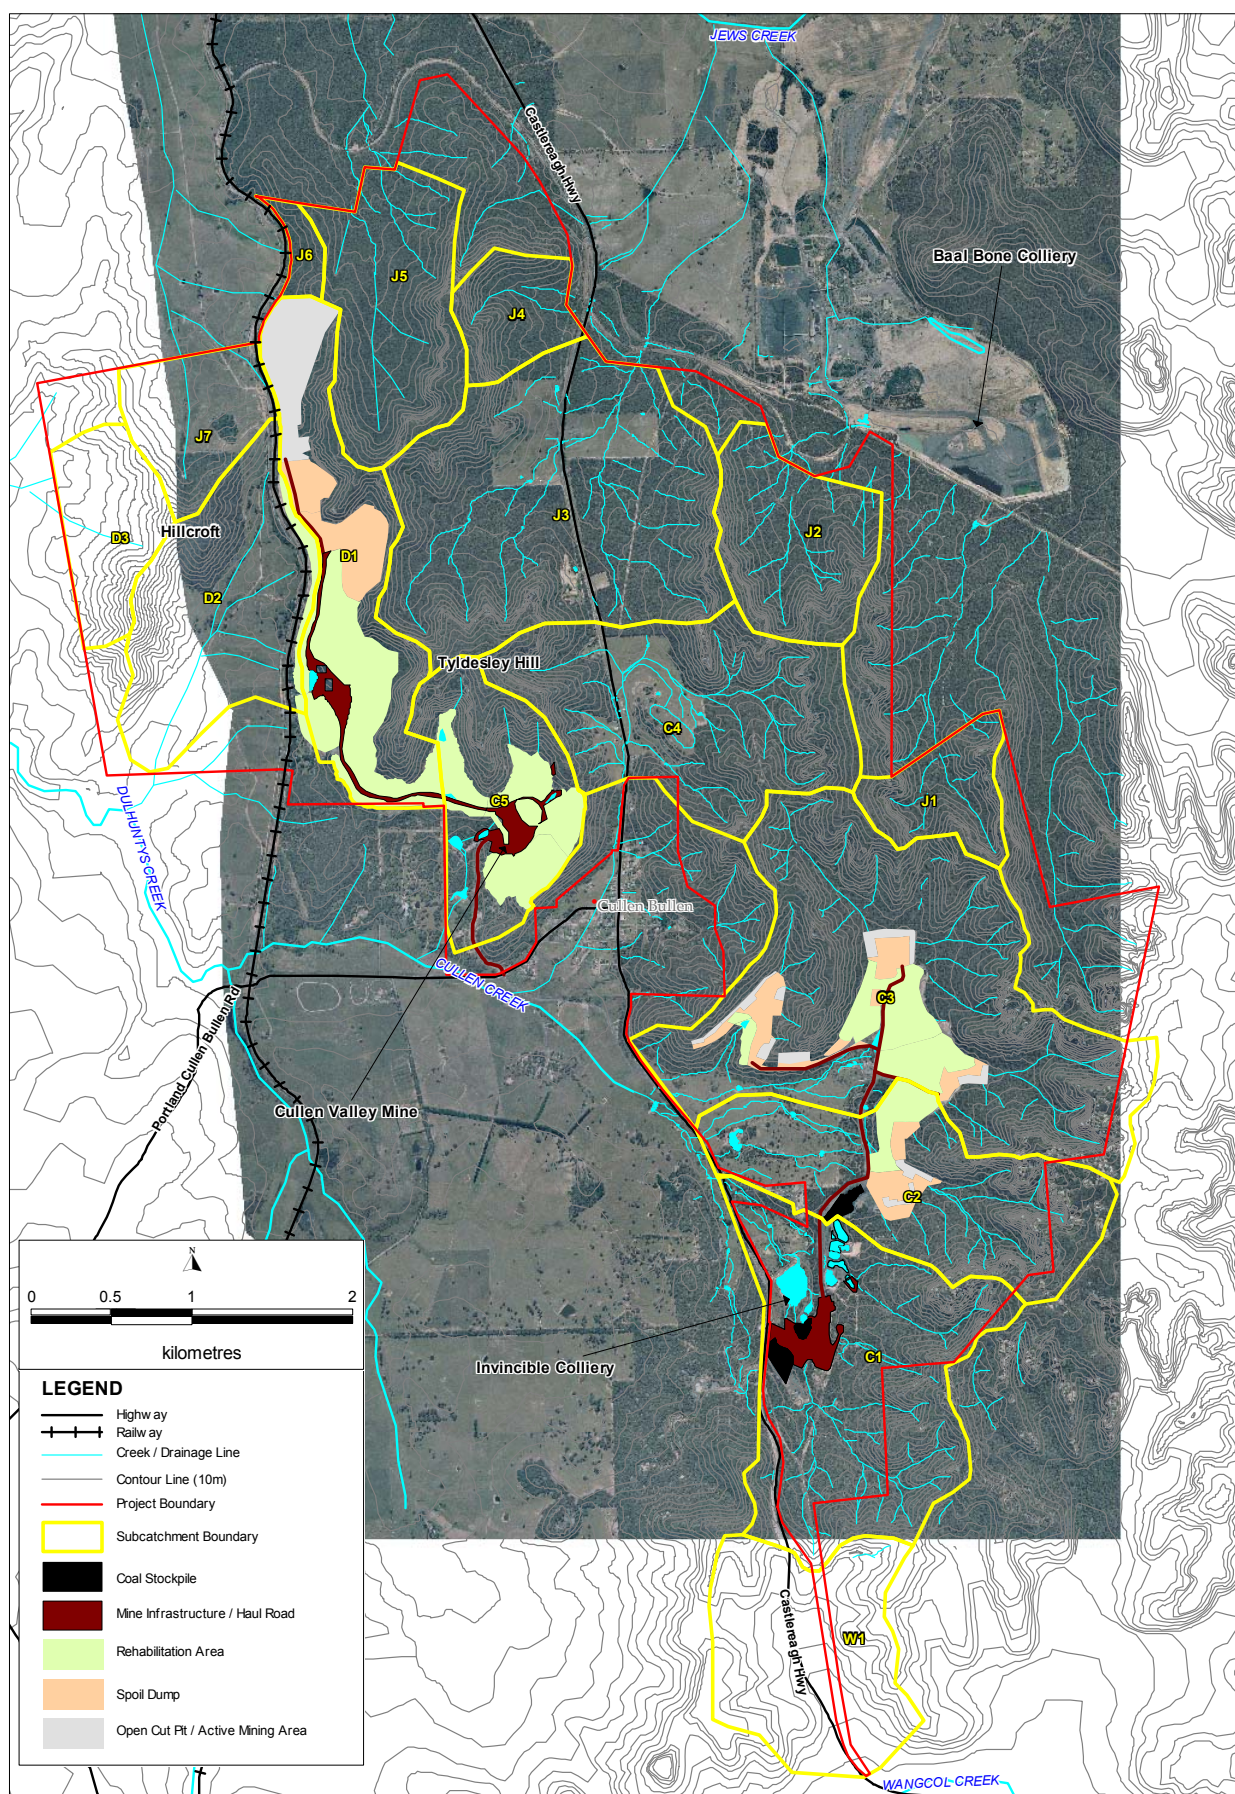 JEWS CREEK
Castlereagh Hwy
Baal Bone Colliery
J6
J5
J4
J7
J3
J2
D3
Hillcroft
D1
D2
Tyldesley Hill
C4
C5
J1
DULHUNTYS CREEK
Cullen Bullen
CULLEN CREEK
C3
Portland Cullen Bullen Rd
Cullen Valley Mine
C2
N
0 0.5 1 2
kilometres
Invincible Colliery
C1
LEGEND
Highway
Railway
Creek / Drainage Line
Contour Line (10m)
Project Boundary
Subcatchment Boundary
Coal Stockpile
Mine Infrastructure / Haul Road
Rehabilitation Area
Spoil Dump
Open Cut Pit / Active Mining Area
Castlereagh Hwy
W1
WANGCOL CREEK